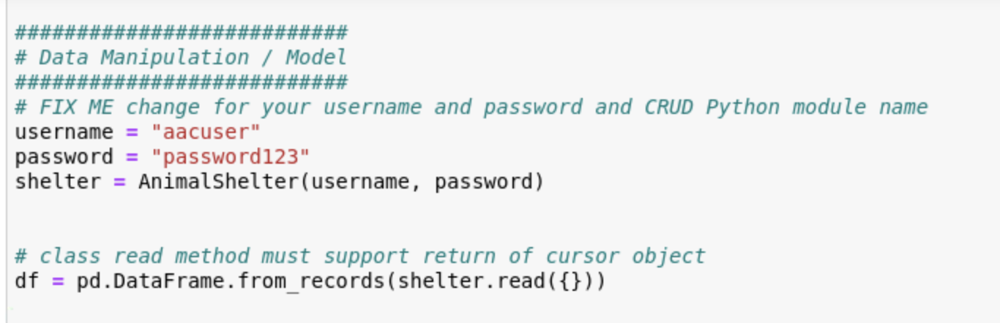 ###########################
# Data Manipulation / Model
###########################
# FIX ME change for your username and password and CRUD Python module name
username = "aacuser"
password = "password123"
shelter = AnimalShelter(username, password)
# class read method must support return of cursor object
df = pd.DataFrame.from_records(shelter.read({}))